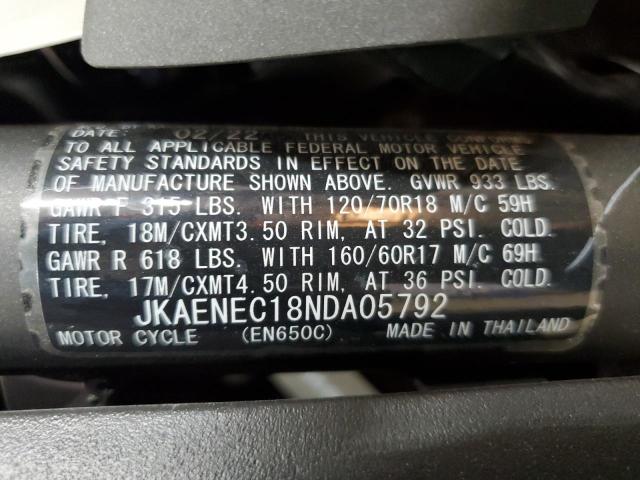 DATE: 02/22 THIS VEHICLE CONFORMS
TO ALL APPLICABLE FEDERAL MOTOR VEHICLE
SAFETY STANDARDS IN EFFECT ON THE DATE
OF MANUFACTURE SHOWN ABOVE. GVWR 933 LBS.
GAWR F 315 LBS. WITH 120/70R18 M/C 59H
TIRE, 18M/CXMT3.50 RIM, AT 32 PSI. COLD.
GAWR R 618 LBS. WITH 160/60R17 M/C 69H
TIRE, 17M/CXMT4.50 RIM, AT 36 PSI. COLD.
JKAENEC18NDA05792
MOTOR CYCLE (EN650C) MADE IN THAILAND